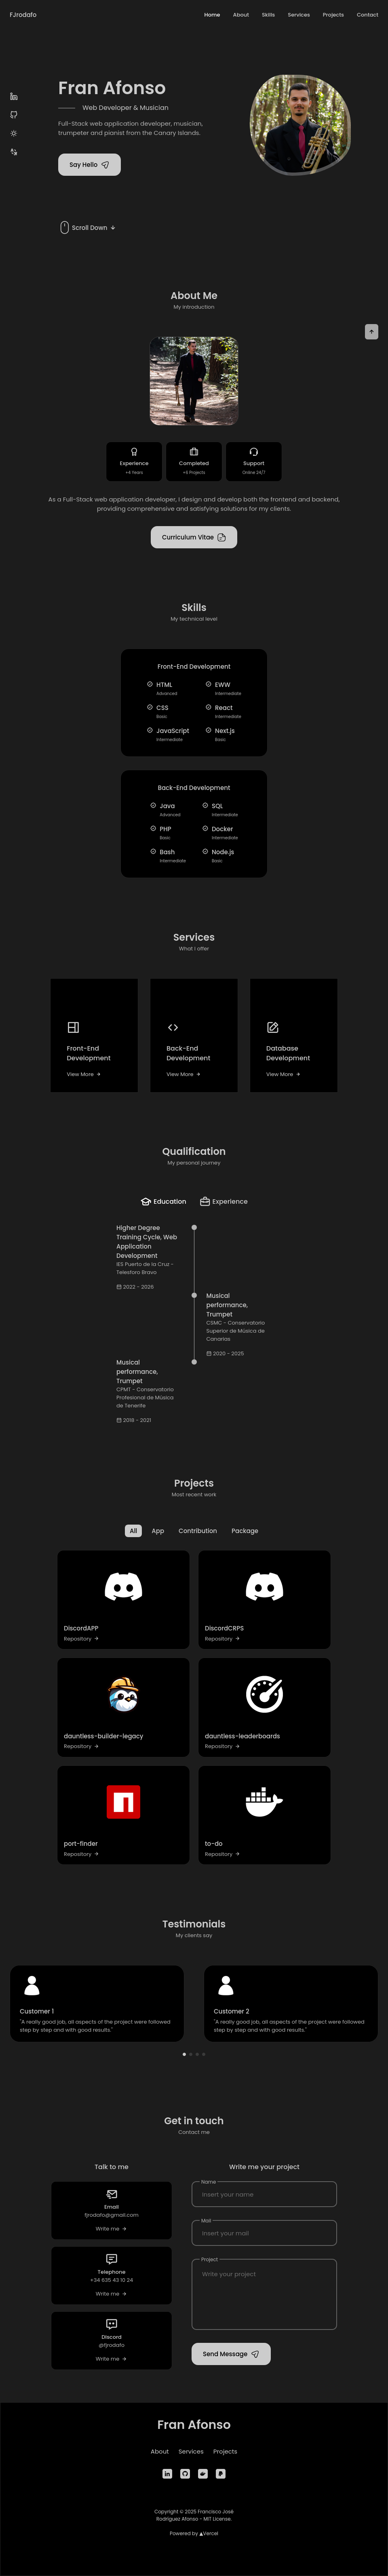 FJrodafo
Home About Skills Services Projects Contact
Fran Afonso
Web Developer & Musician
Full-Stack web application developer, musician,
trumpeter and pianist from the Canary Islands.
Say Hello
Scroll Down
About Me
My introduction
Experience
+4 Years
Completed
+6 Projects
Support
Online 24/7
As a Full-Stack web application developer, I design and develop both the frontend and backend,
providing comprehensive and satisfying solutions for my clients.
Curriculum Vitae
Skills
My technical level
Front-End Development
HTML
Advanced
CSS
Basic
JavaScript
Intermediate
EWW
Intermediate
React
Intermediate
Next.js
Basic
Back-End Development
Java
Advanced
PHP
Basic
Bash
Intermediate
SQL
Intermediate
Docker
Intermediate
Node.js
Basic
Services
What I offer
Front-End
Development
View More
Back-End
Development
View More
Database
Development
View More
Qualification
My personal journey
Education
Experience
Higher Degree
Training Cycle, Web
Application
Development
IES Puerto de la Cruz -
Telesforo Bravo
2022 - 2026
Musical
performance,
Trumpet
CSMC - Conservatorio
Superior de Música de
Canarias
2020 - 2025
Musical
performance,
Trumpet
CPMT - Conservatorio
Profesional de Música
de Tenerife
2018 - 2021
Projects
Most recent work
All App Contribution Package
DiscordAPP
Repository
DiscordCRPS
Repository
dauntless-builder-legacy
Repository
dauntless-leaderboards
Repository
port-finder
Repository
to-do
Repository
Testimonials
My clients say
Customer 1
"A really good job, all aspects of the project were followed
step by step and with good results."
Customer 2
"A really good job, all aspects of the project were followed
step by step and with good results."
Get in touch
Contact me
Talk to me
Email
fjrodafo@gmail.com
Write me
Telephone
+34 635 43 10 24
Write me
Discord
@fjrodafo
Write me
Write me your project
Name
Insert your name
Mail
Insert your mail
Project
Write your project
Send Message
Fran Afonso
About Services Projects
Copyright © 2025 Francisco José
Rodríguez Afonso - MIT License.
Powered by ▲Vercel